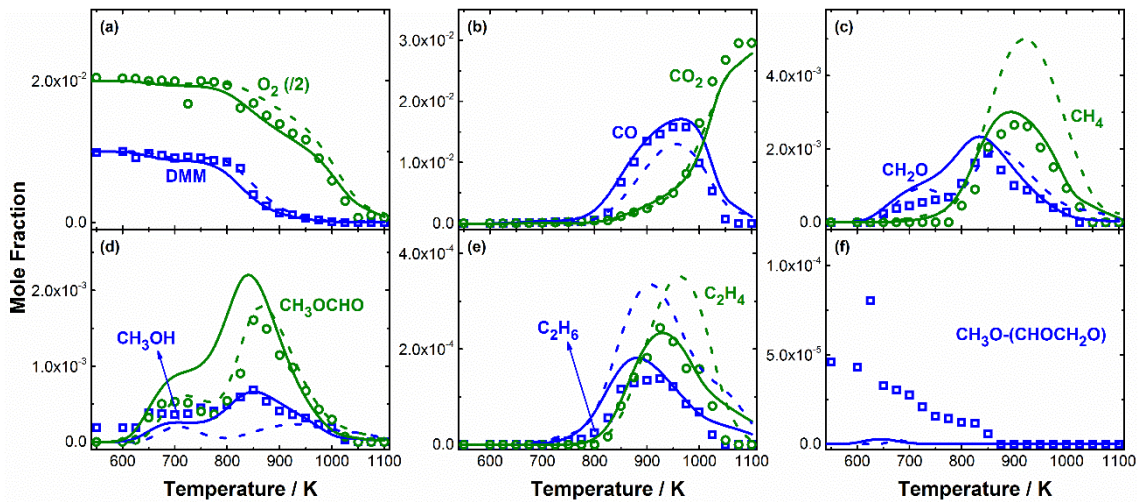 (a)
2.0x10⁻²
O₂ (/2)
1.0x10⁻²
DMM
0.0
(b)
3.0x10⁻²
CO₂
2.0x10⁻²
CO
1.0x10⁻²
0.0
(c)
4.0x10⁻³
CH₄
CH₂O
2.0x10⁻³
0.0
Mole Fraction
(d)
2.0x10⁻³
CH₃OCHO
CH₃OH
1.0x10⁻³
0.0
(e)
4.0x10⁻⁴
C₂H₄
C₂H₆
2.0x10⁻⁴
0.0
(f)
1.0x10⁻⁴
CH₃O-(CHOCH₂O)
5.0x10⁻⁵
0.0
600 700 800 900 1000 1100
600 700 800 900 1000 1100
600 700 800 900 1000 1100
Temperature / K
Temperature / K
Temperature / K